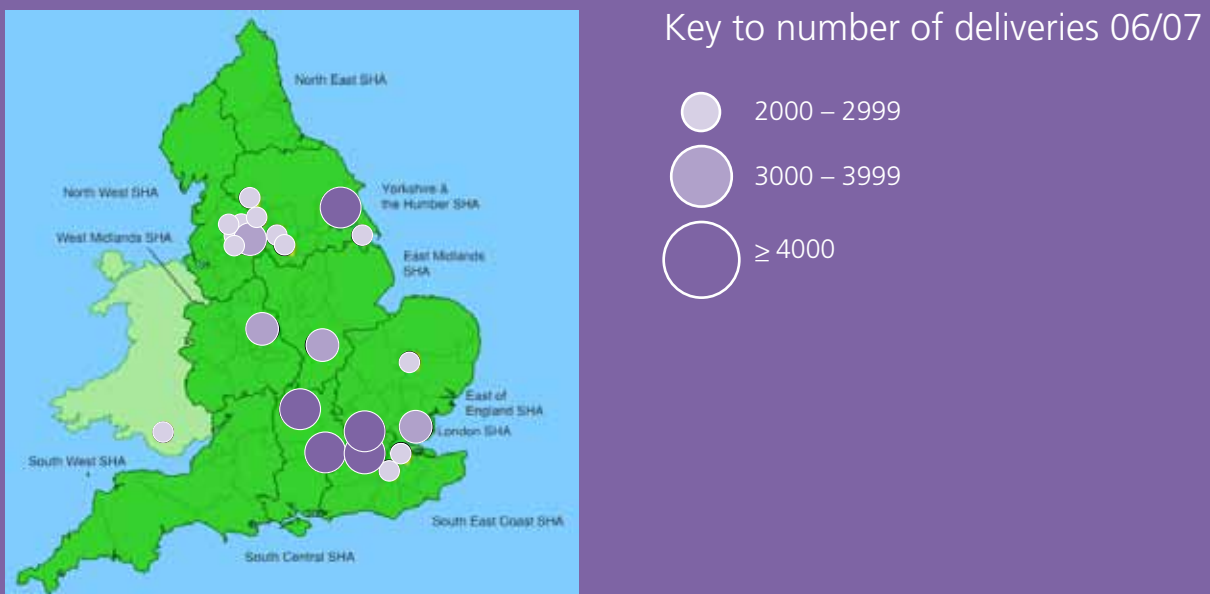 Key to number of deliveries 06/07
2000 – 2999
3000 – 3999
≥ 4000
North East SHA
North West SHA
Yorkshire &
the Humber SHA
West Midlands SHA
East Midlands
SHA
East of
England SHA
London SHA
South West SHA
South East Coast SHA
South Central SHA